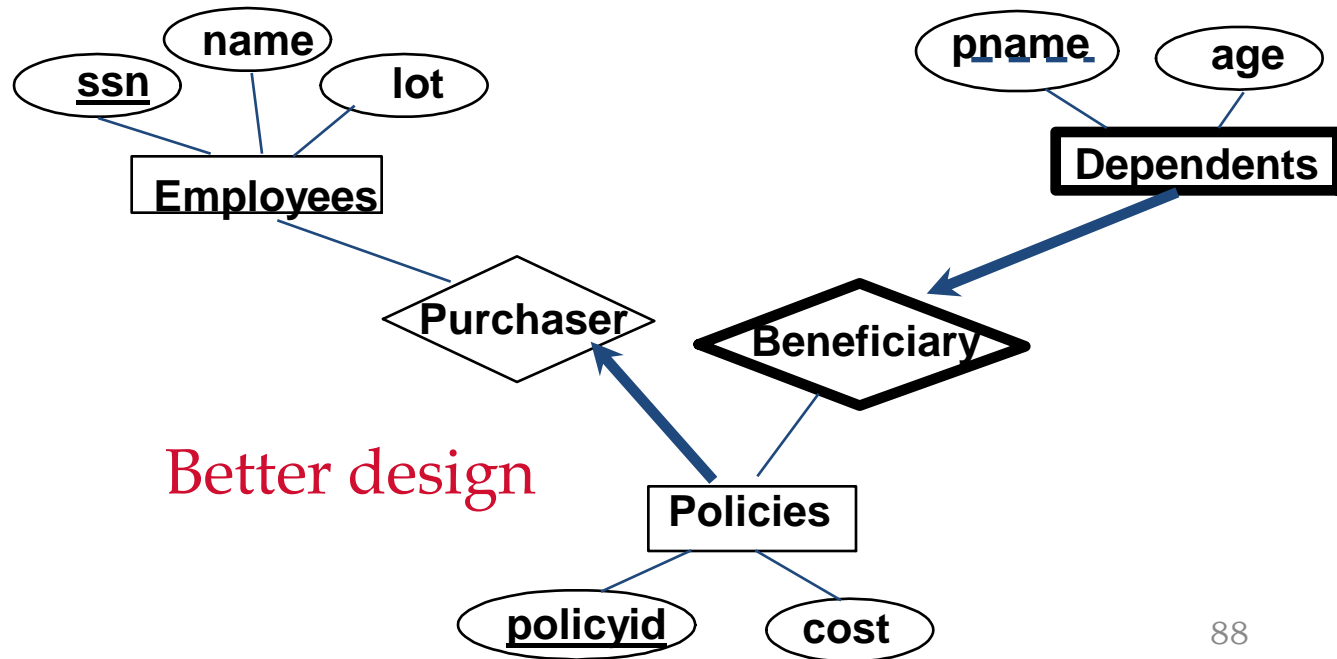 name
ssn
lot
Employees
pname
age
Dependents
Purchaser
Beneficiary
Better design
Policies
policyid
cost
88